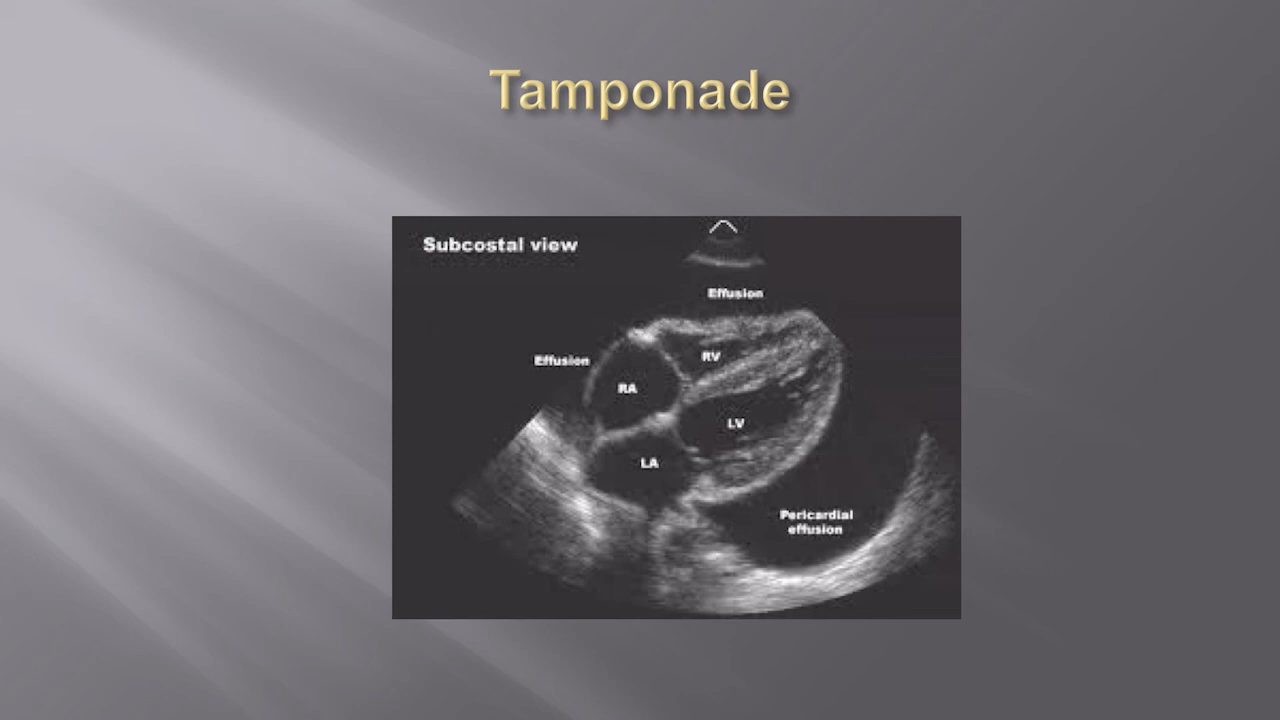 Tamponade
Subcostal view
Effusion
Effusion
RV
RA
LV
LA
Pericardial
effusion